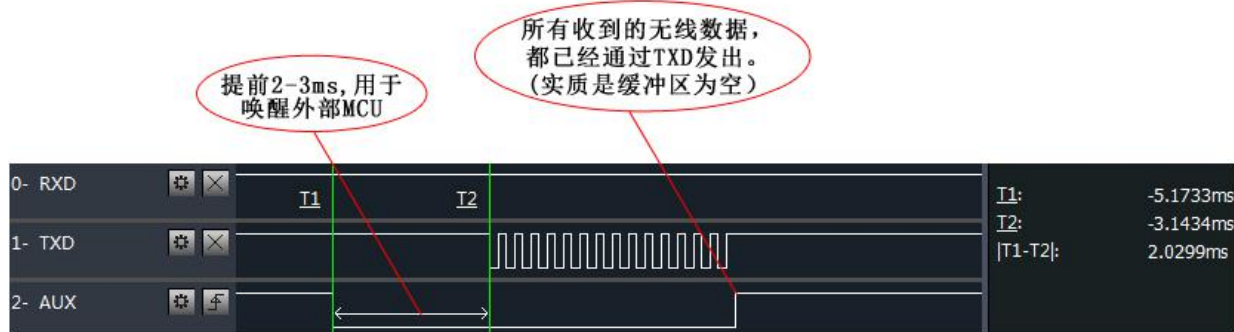 所有收到的无线数据，
都已经通过TXD发出。
(实质是缓冲区为空)
提前2-3ms,用于
唤醒外部MCU
0- RXD
T1
T2
1- TXD
2- AUX
T1: -5.1733ms
T2: -3.1434ms
|T1-T2|: 2.0299ms